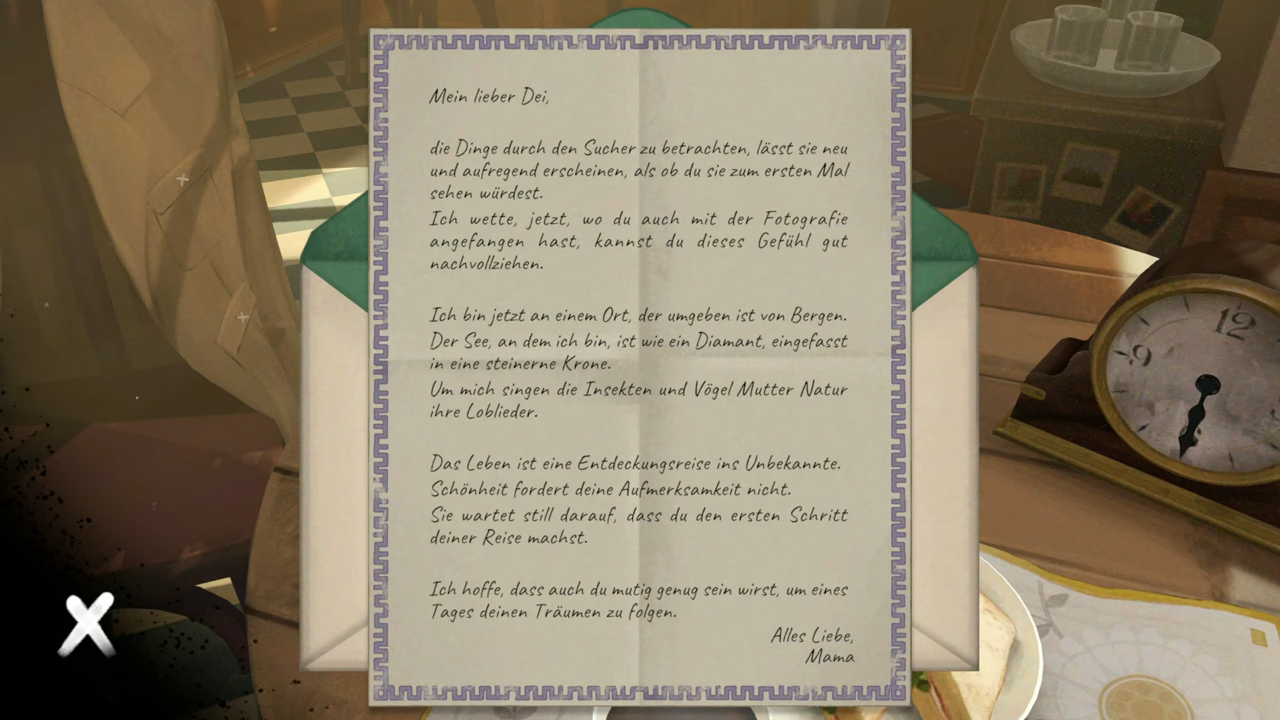 Mein lieber Dei,
die Dinge durch den Sucher zu betrachten, lässt sie neu
und aufregend erscheinen, als ob du sie zum ersten Mal
sehen würdest.
Ich wette, jetzt, wo du auch mit der Fotografie
angefangen hast, kannst du dieses Gefühl gut
nachvollziehen.
Ich bin jetzt an einem Ort, der umgeben ist von Bergen.
Der See, an dem ich bin, ist wie ein Diamant, eingefasst
in eine steinerne Krone.
Um mich singen die Insekten und Vögel Mutter Natur
ihre Loblieder.
Das Leben ist eine Entdeckungsreise ins Unbekannte.
Schönheit fordert deine Aufmerksamkeit nicht.
Sie wartet still darauf, dass du den ersten Schritt
deiner Reise machst.
Ich hoffe, dass auch du mutig genug sein wirst, um eines
Tages deinen Träumen zu folgen.
Alles Liebe,
Mama
12
9